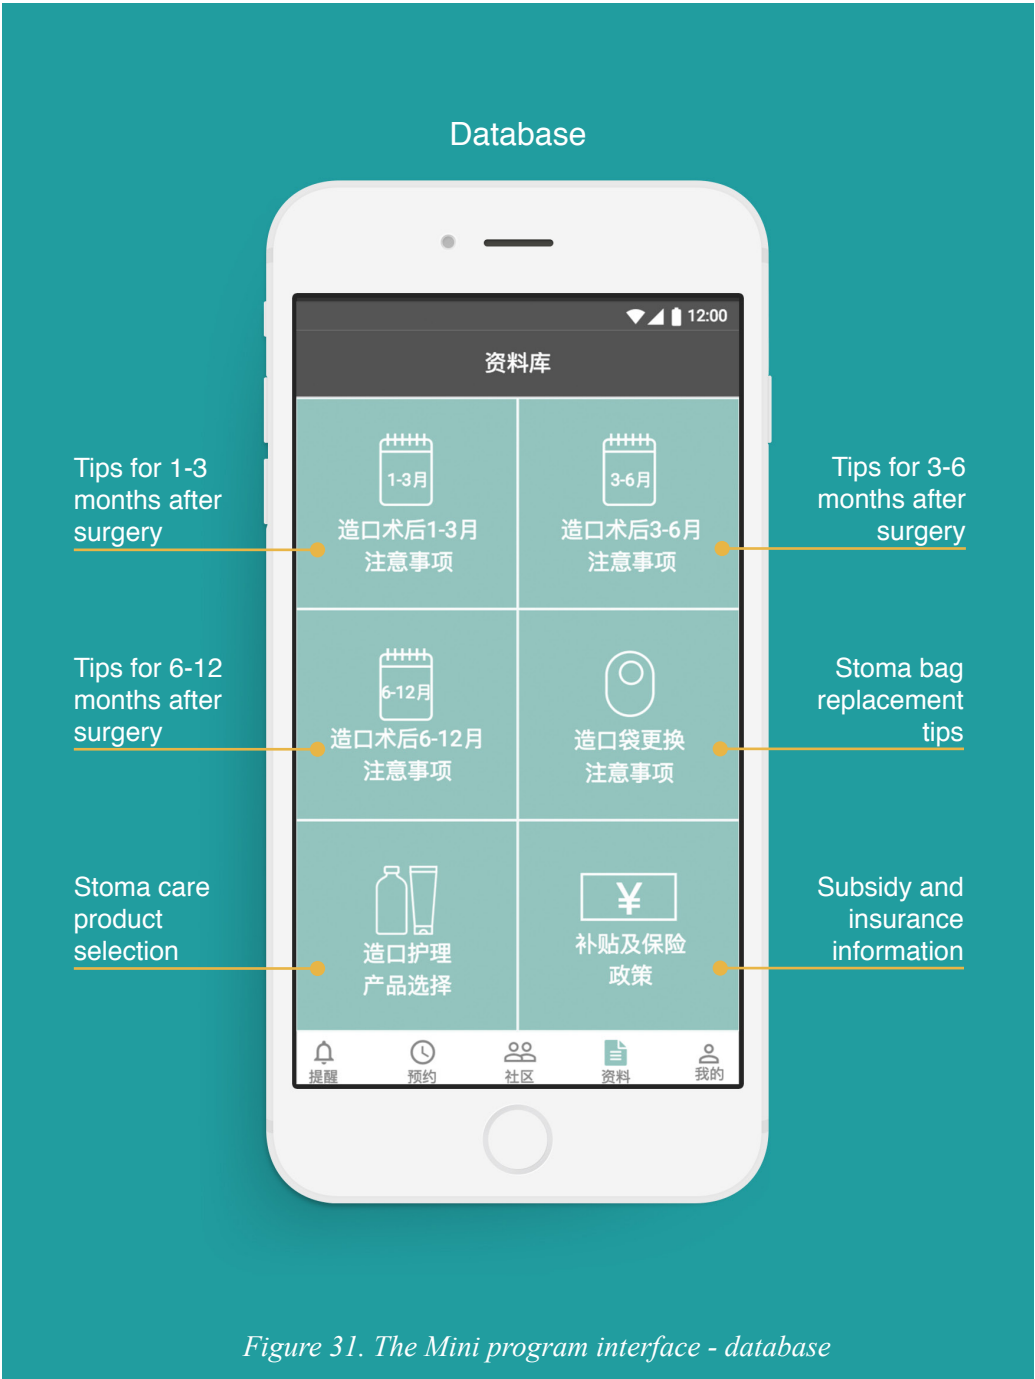 Database
12:00
资料库
1-3月
造口术后1-3月
注意事项
3-6月
造口术后3-6月
注意事项
Tips for 1-3
months after
surgery
Tips for 3-6
months after
surgery
6-12月
造口术后6-12月
注意事项
造口袋更换
注意事项
Tips for 6-12
months after
surgery
Stoma bag
replacement
tips
造口护理
产品选择
¥
补贴及保险
政策
Stoma care
product
selection
Subsidy and
insurance
information
提醒
预约
社区
资料
我的
Figure 31. The Mini program interface - database